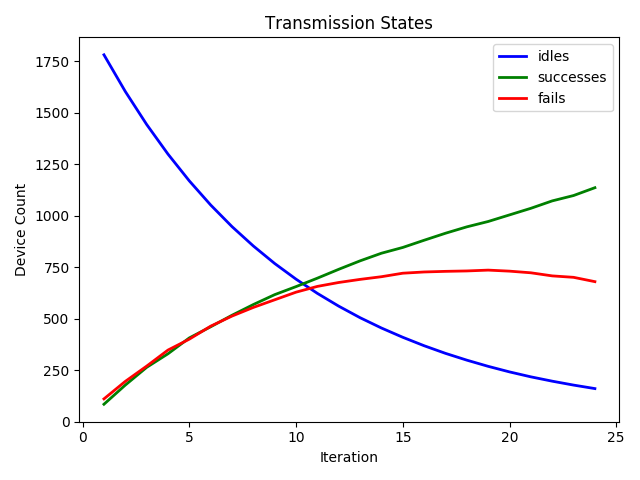 Transmission States
idles
successes
fails
Device Count
1750
1500
1250
1000
750
500
250
0
0 5 10 15 20 25
Iteration